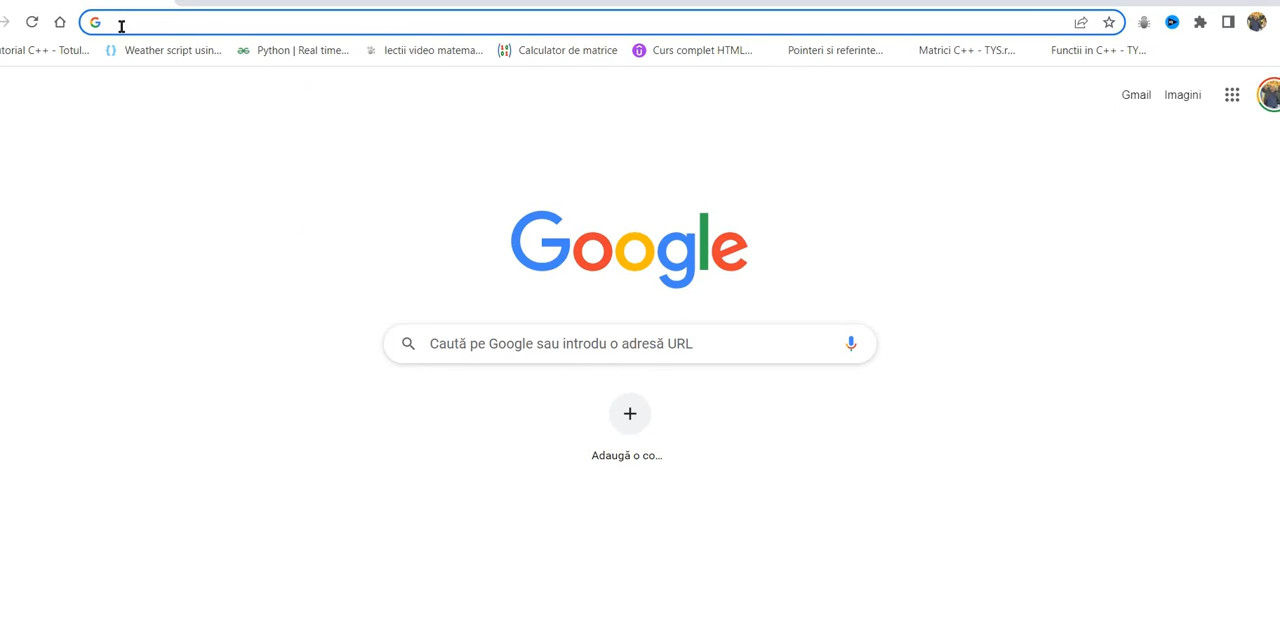 utorial C++ - Totul... Weather script usin... Python | Real time... lectii video matema... Calculator de matrice Curs complet HTML... Pointeri si referinte... Matrici C++ - TYS.r... Functii in C++ - TY...
Gmail Imagini
Google
Caută pe Google sau introdu o adresă URL
Adaugă o co...